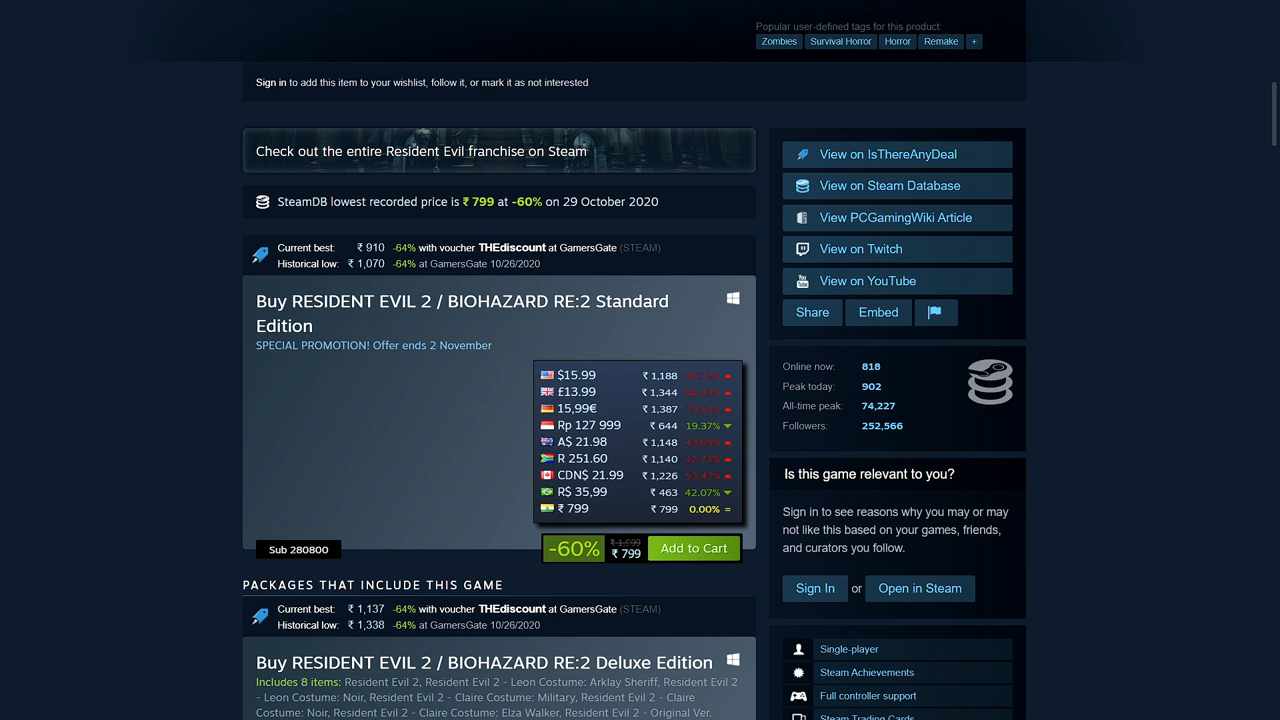 Popular user-defined tags for this product:
Zombies Survival Horror Horror Remake +
Sign in to add this item to your wishlist, follow it, or mark it as not interested
Check out the entire Resident Evil franchise on Steam
SteamDB lowest recorded price is ₹ 799 at -60% on 29 October 2020
Current best: ₹ 910 -64% with voucher THEdiscount at GamersGate (STEAM)
Historical low: ₹ 1,070 -64% at GamersGate 10/26/2020
Buy RESIDENT EVIL 2 / BIOHAZARD RE:2 Standard
Edition
SPECIAL PROMOTION! Offer ends 2 November
$15.99 ₹ 1,188
£13.99 ₹ 1,344
15,99€ ₹ 1,387
Rp 127 999 ₹ 644 19.37%
A$ 21.98 ₹ 1,148
R 251.60 ₹ 1,140
CDN$ 21.99 ₹ 1,226
R$ 35,99 ₹ 463 42.07%
₹ 799 ₹ 799 0.00% =
Sub 280800
-60% ₹ 799 Add to Cart
PACKAGES THAT INCLUDE THIS GAME
Current best: ₹ 1,137 -64% with voucher THEdiscount at GamersGate (STEAM)
Historical low: ₹ 1,338 -64% at GamersGate 10/26/2020
Buy RESIDENT EVIL 2 / BIOHAZARD RE:2 Deluxe Edition
Includes 8 items: Resident Evil 2, Resident Evil 2 - Leon Costume: Arklay Sheriff, Resident Evil 2
- Leon Costume: Noir, Resident Evil 2 - Claire Costume: Military, Resident Evil 2 - Claire
Costume: Noir, Resident Evil 2 - Claire Costume: Elza Walker, Resident Evil 2 - Original Ver.
View on IsThereAnyDeal
View on Steam Database
View PCGamingWiki Article
View on Twitch
You Tube View on YouTube
Share Embed
Online now: 818
Peak today: 902
All-time peak: 74,227
Followers: 252,566
Is this game relevant to you?
Sign in to see reasons why you may or may
not like this based on your games, friends,
and curators you follow.
Sign In or Open in Steam
Single-player
Steam Achievements
Full controller support
Steam Trading Cards